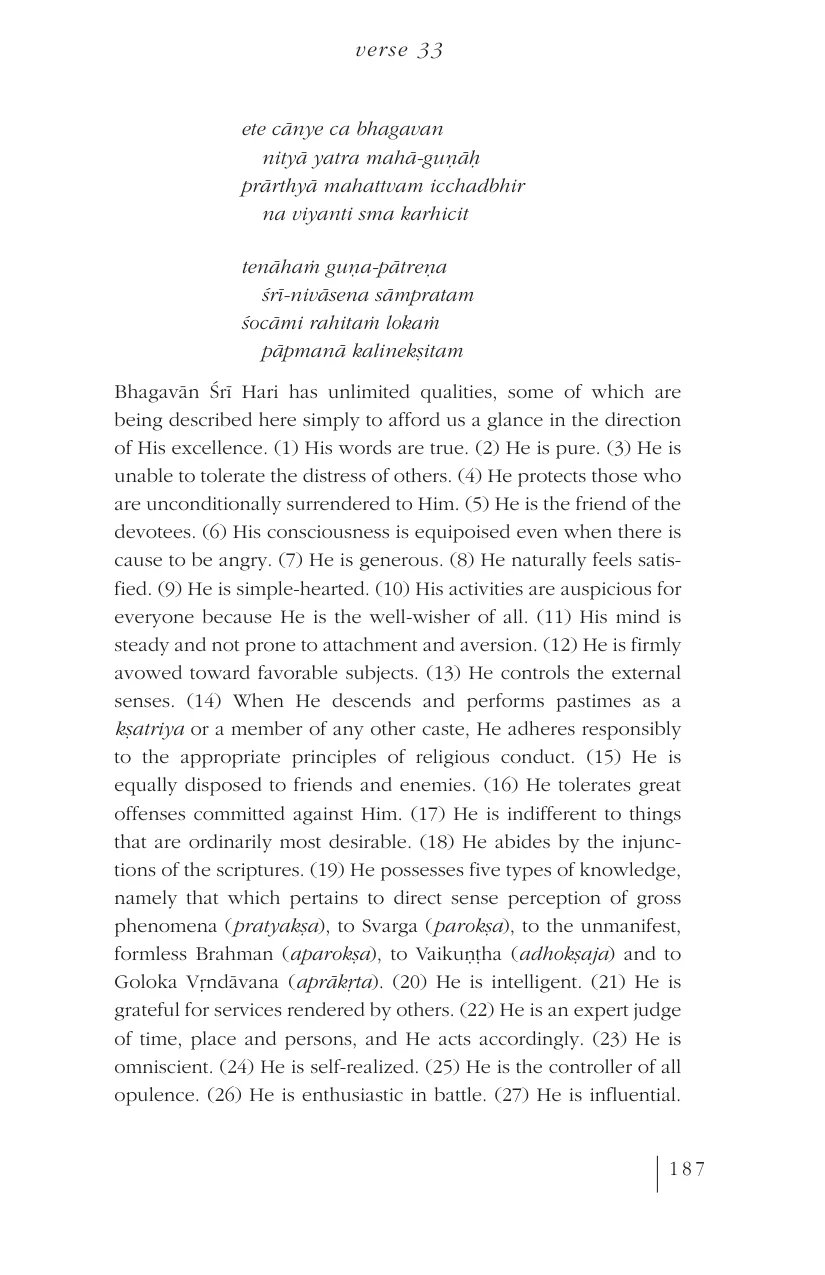 verse 33
ete cānye ca bhagavan
nityā yatra mahā-guṇāḥ
prārthyā mahattvam icchadbhir
na viyanti sma karhicit
tenāhaṁ guṇa-pātreṇa
śrī-nivāsena sāmpratam
śocāmi rahitaṁ lokaṁ
pāpmanā kalinekṣitam
Bhagavān Śrī Hari has unlimited qualities, some of which are
being described here simply to afford us a glance in the direction
of His excellence. (1) His words are true. (2) He is pure. (3) He is
unable to tolerate the distress of others. (4) He protects those who
are unconditionally surrendered to Him. (5) He is the friend of the
devotees. (6) His consciousness is equipoised even when there is
cause to be angry. (7) He is generous. (8) He naturally feels satis-
fied. (9) He is simple-hearted. (10) His activities are auspicious for
everyone because He is the well-wisher of all. (11) His mind is
steady and not prone to attachment and aversion. (12) He is firmly
avowed toward favorable subjects. (13) He controls the external
senses. (14) When He descends and performs pastimes as a
kṣatriya or a member of any other caste, He adheres responsibly
to the appropriate principles of religious conduct. (15) He is
equally disposed to friends and enemies. (16) He tolerates great
offenses committed against Him. (17) He is indifferent to things
that are ordinarily most desirable. (18) He abides by the injunc-
tions of the scriptures. (19) He possesses five types of knowledge,
namely that which pertains to direct sense perception of gross
phenomena (pratyakṣa), to Svarga (parokṣa), to the unmanifest,
formless Brahman (aparokṣa), to Vaikuṇṭha (adhokṣaja) and to
Goloka Vṛndāvana (aprākṛta). (20) He is intelligent. (21) He is
grateful for services rendered by others. (22) He is an expert judge
of time, place and persons, and He acts accordingly. (23) He is
omniscient. (24) He is self-realized. (25) He is the controller of all
opulence. (26) He is enthusiastic in battle. (27) He is influential.
187